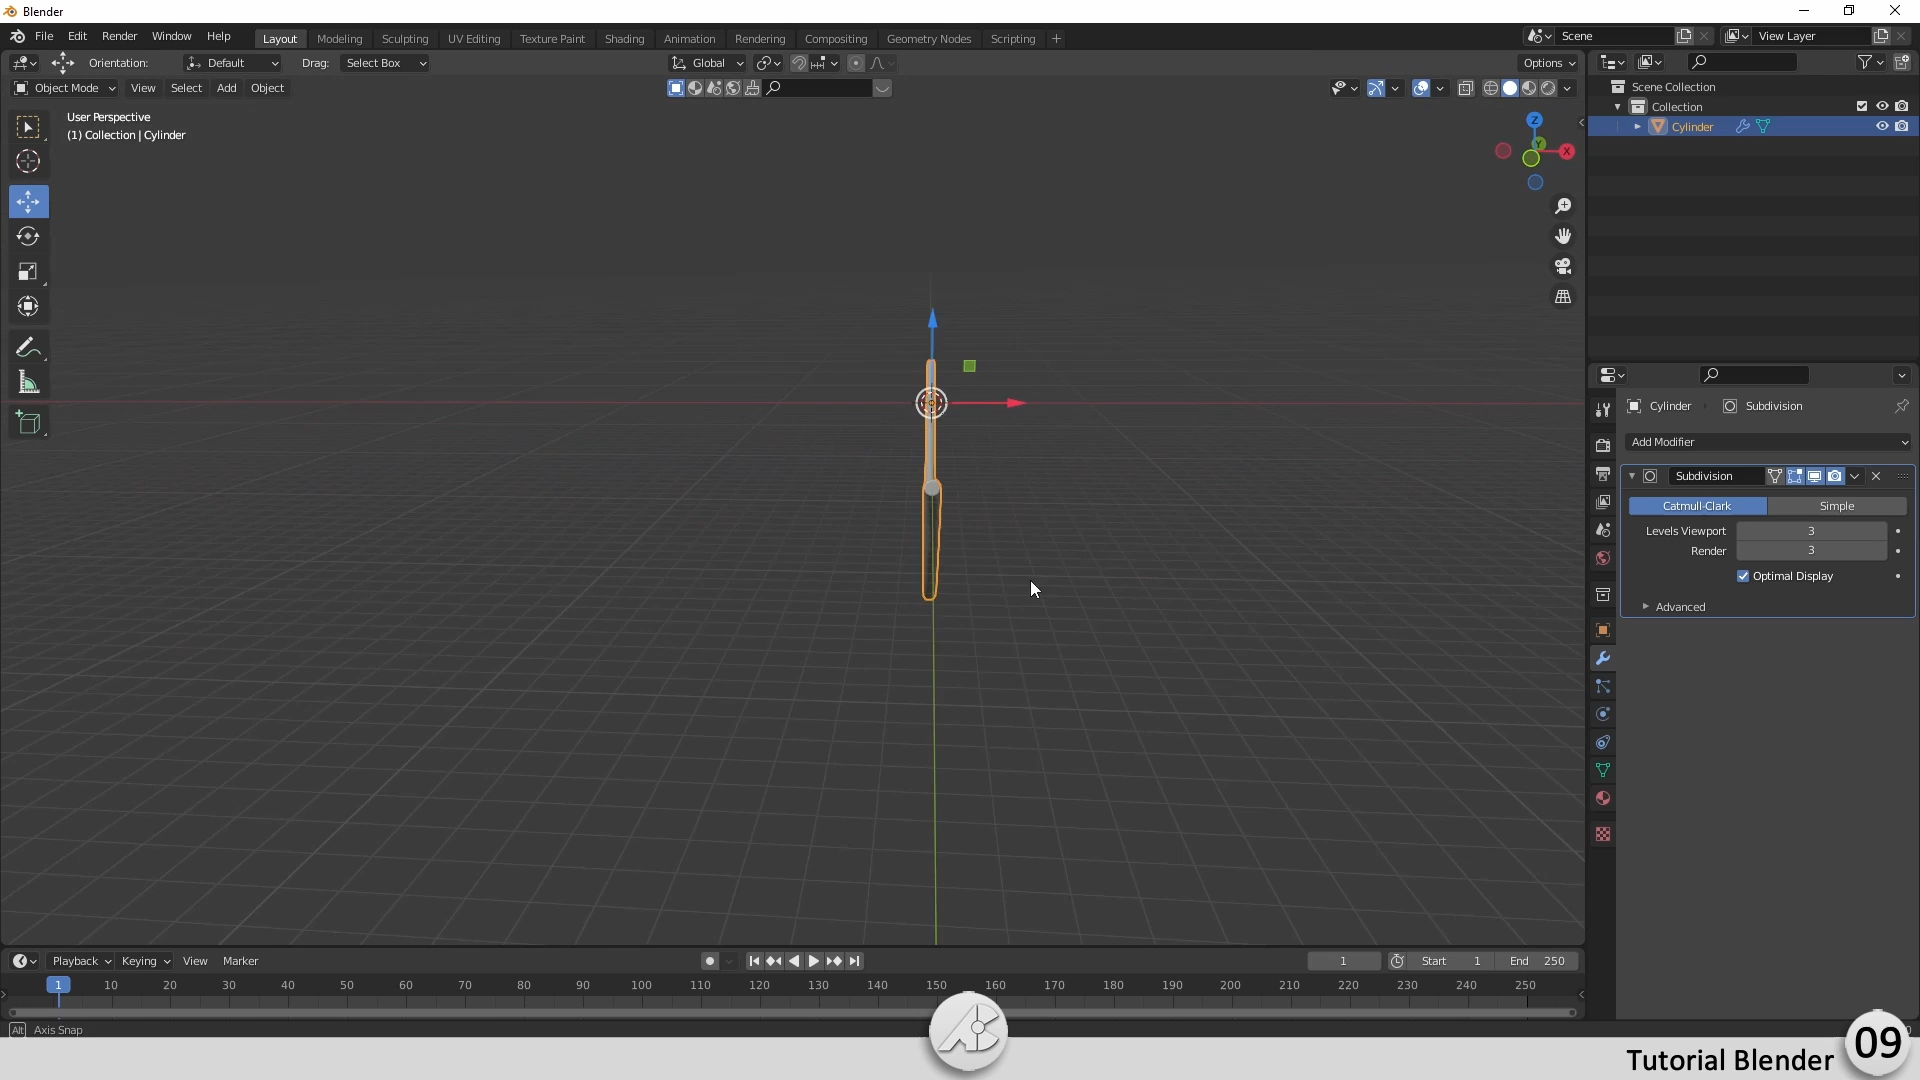 Blender
File Edit Render Window Help
Layout Modeling Sculpting UV Editing Texture Paint Shading Animation Rendering Compositing Geometry Nodes Scripting +
Scene
View Layer
Orientation: Default Drag: Select Box
Global
Options
Object Mode View Select Add Object
User Perspective
(1) Collection | Cylinder
Z
Y
X
Scene Collection
Collection
Cylinder
Cylinder Subdivision
Add Modifier
Subdivision
Catmull-Clark Simple
Levels Viewport 3
Render 3
Optimal Display
Advanced
Playback Keying View Marker
1
Start 1 End 250
1 10 20 30 40 50 60 70 80 90 100 110 120 130 140 150 160 170 180 190 200 210 220 230 240 250
Alt Axis Snap
Tutorial Blender 09